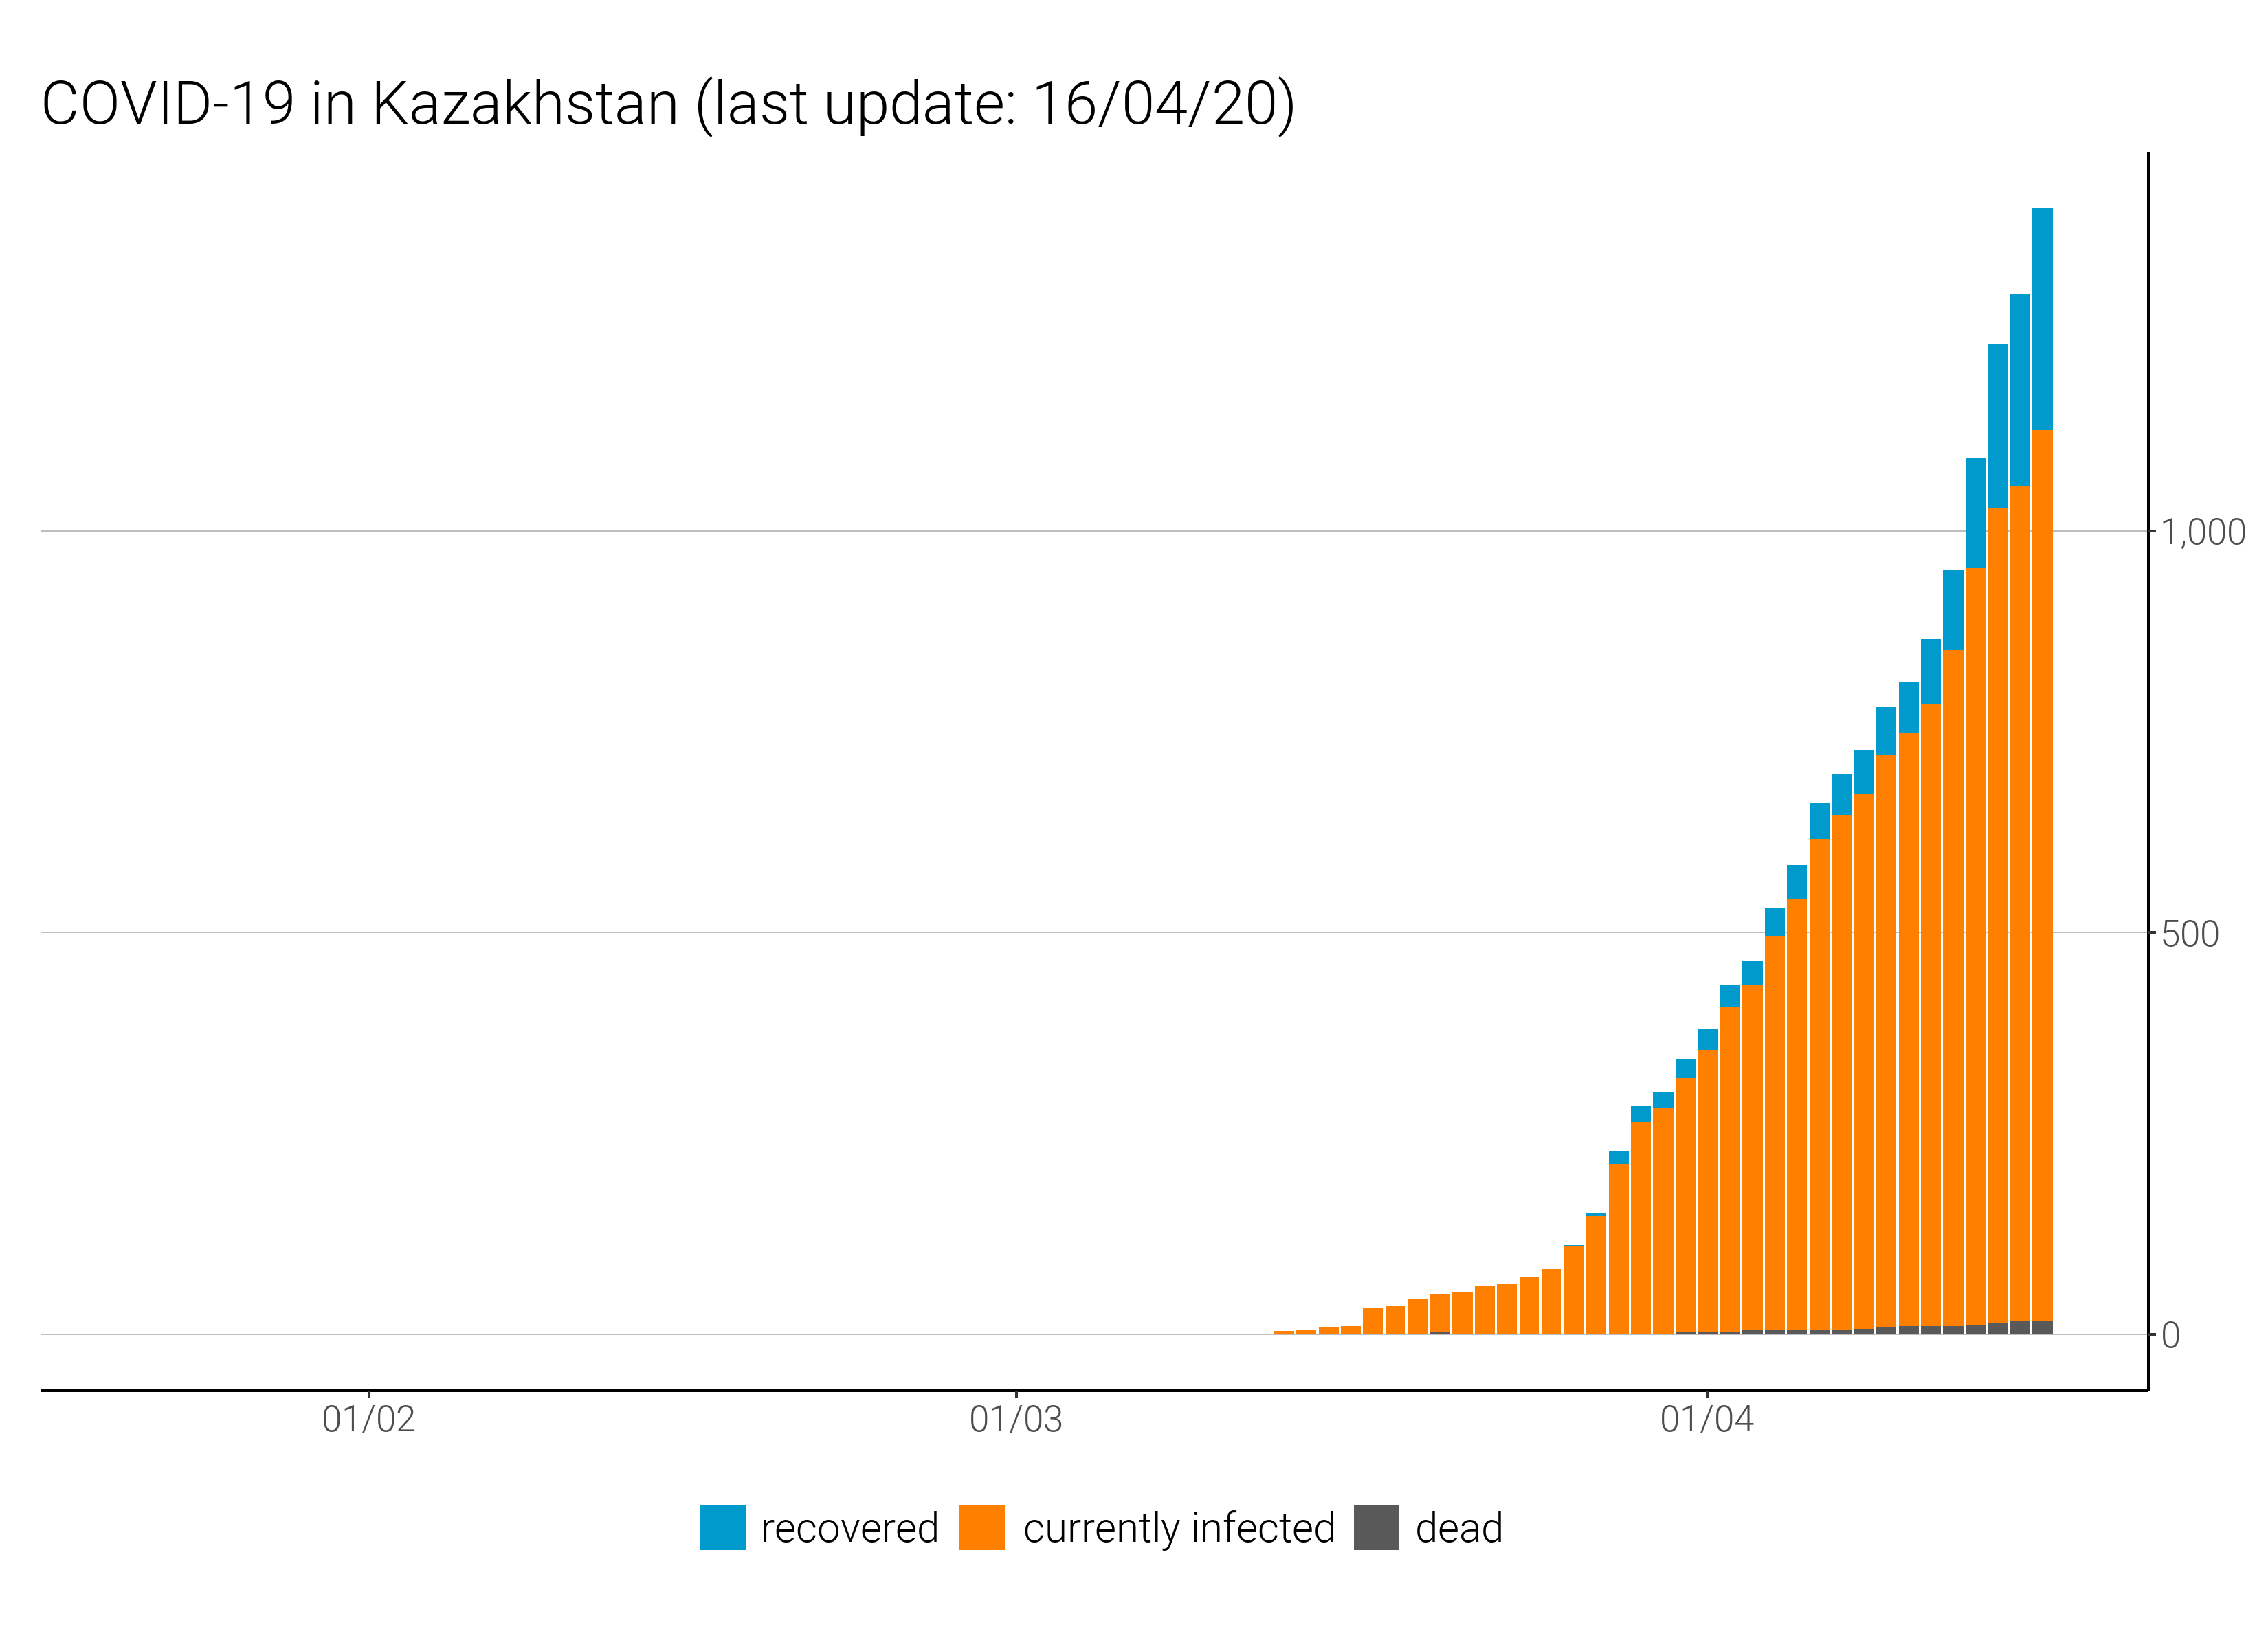 COVID-19 in Kazakhstan (last update: 16/04/20)
1,000
500
0
01/02 01/03 01/04
recovered currently infected dead